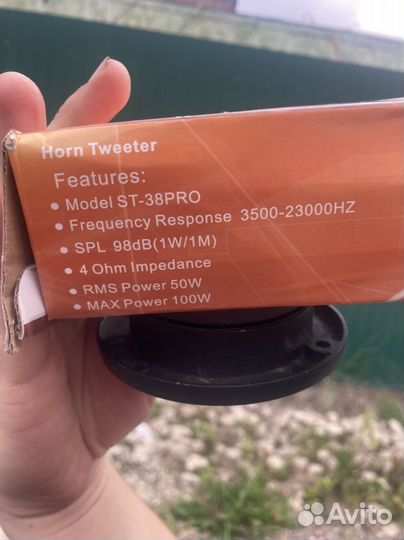 Horn Tweeter
Features:
• Model ST-38PRO
• Frequency Response 3500-23000HZ
• SPL 98dB(1W/1M)
• 4 Ohm Impedance
• RMS Power 50W
• MAX Power 100W
Avito